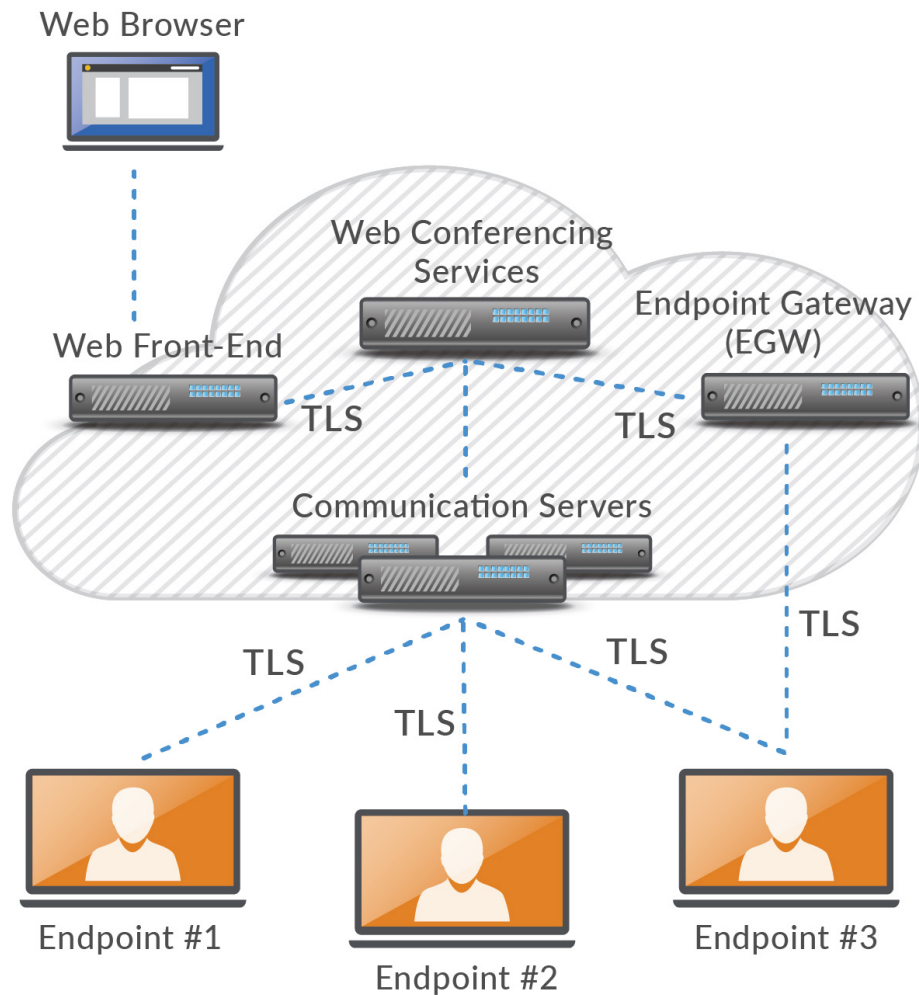 Web Browser
Web Conferencing
Services
Endpoint Gateway
(EGW)
Web Front-End
TLS
TLS
Communication Servers
TLS
TLS
TLS
TLS
Endpoint #1
Endpoint #2
Endpoint #3